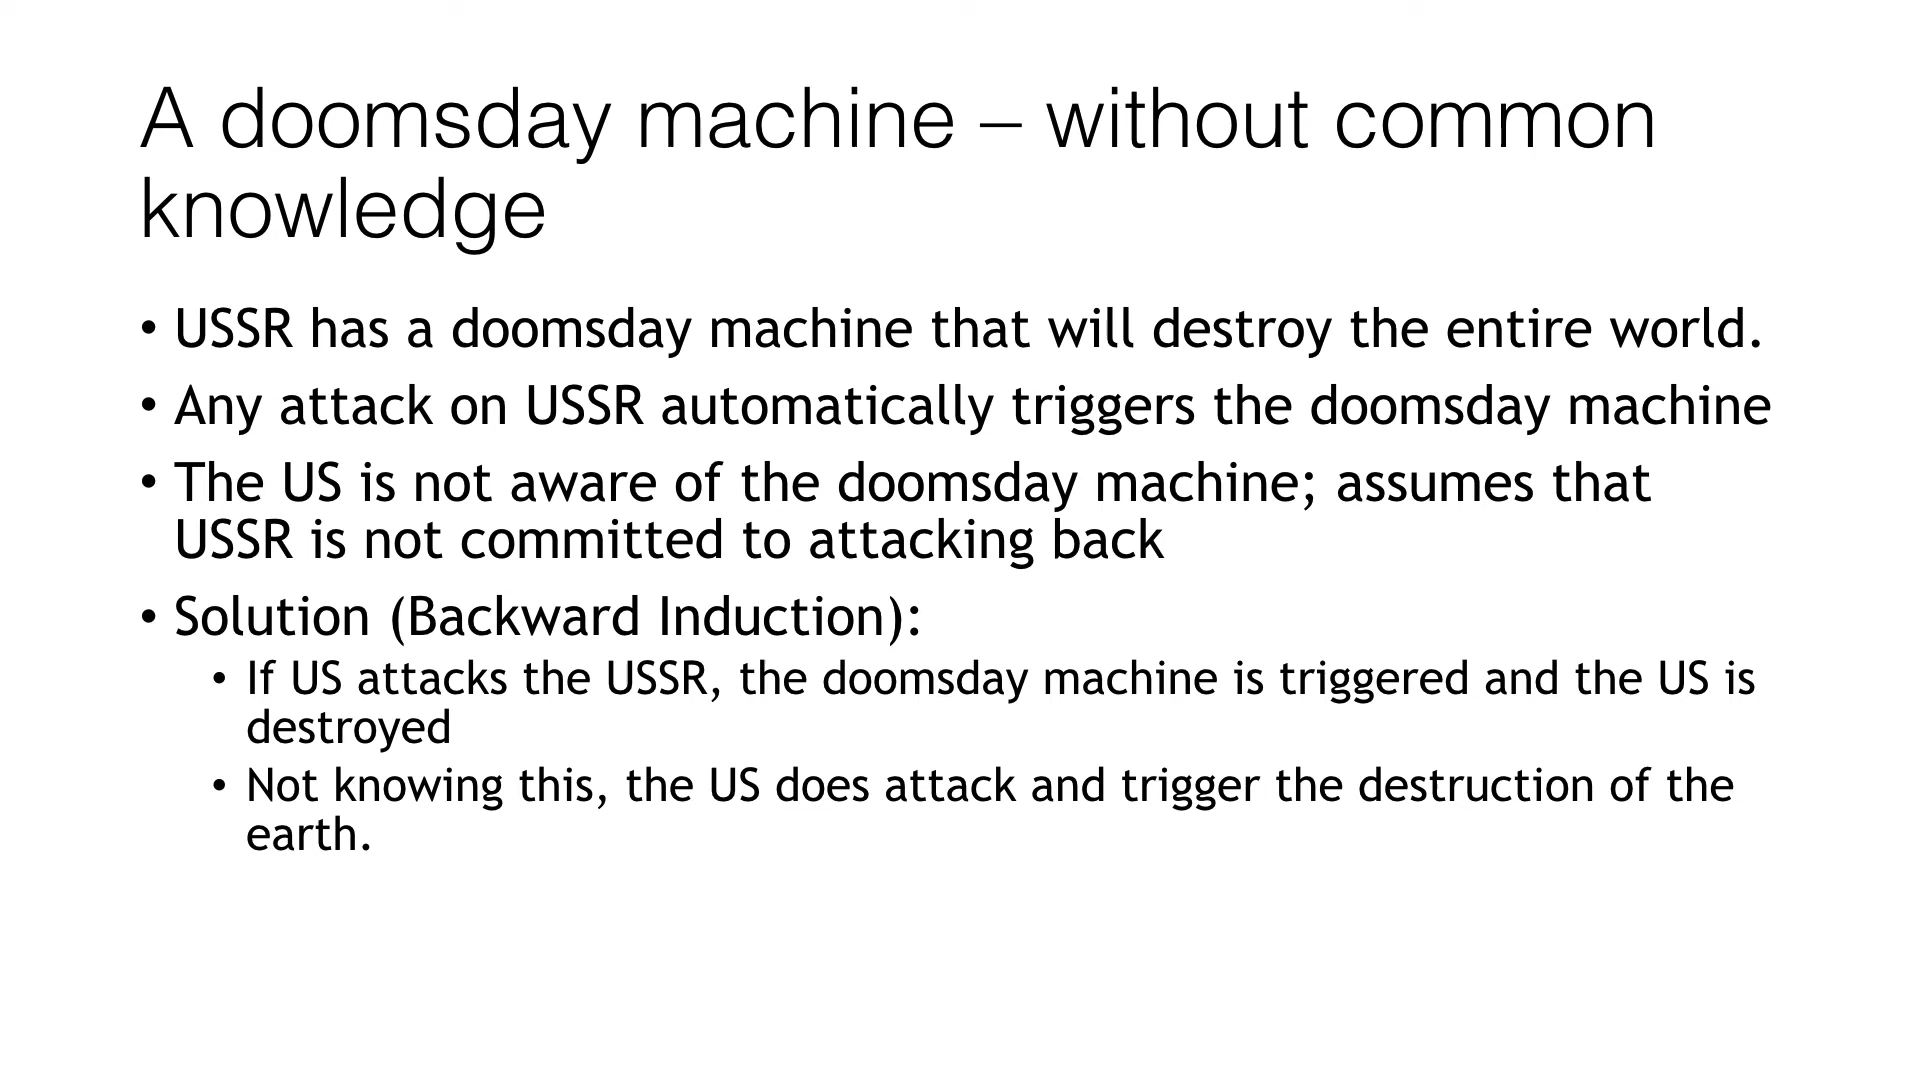 A doomsday machine – without common
knowledge
• USSR has a doomsday machine that will destroy the entire world.
• Any attack on USSR automatically triggers the doomsday machine
• The US is not aware of the doomsday machine; assumes that
USSR is not committed to attacking back
• Solution (Backward Induction):
• If US attacks the USSR, the doomsday machine is triggered and the US is
destroyed
• Not knowing this, the US does attack and trigger the destruction of the
earth.